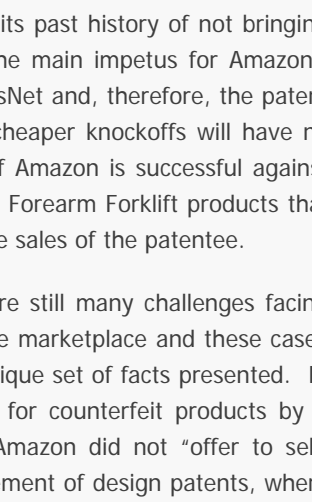 its past history of not bringin
he main impetus for Amazon
sNet and, therefore, the pate
cheaper knockoffs will have n
f Amazon is successful agains
Forearm Forklift products tha
e sales of the patentee.
re still many challenges facin
e marketplace and these case
ique set of facts presented.
for counterfeit products by
Amazon did not “offer to sel
ement of design patents, whe